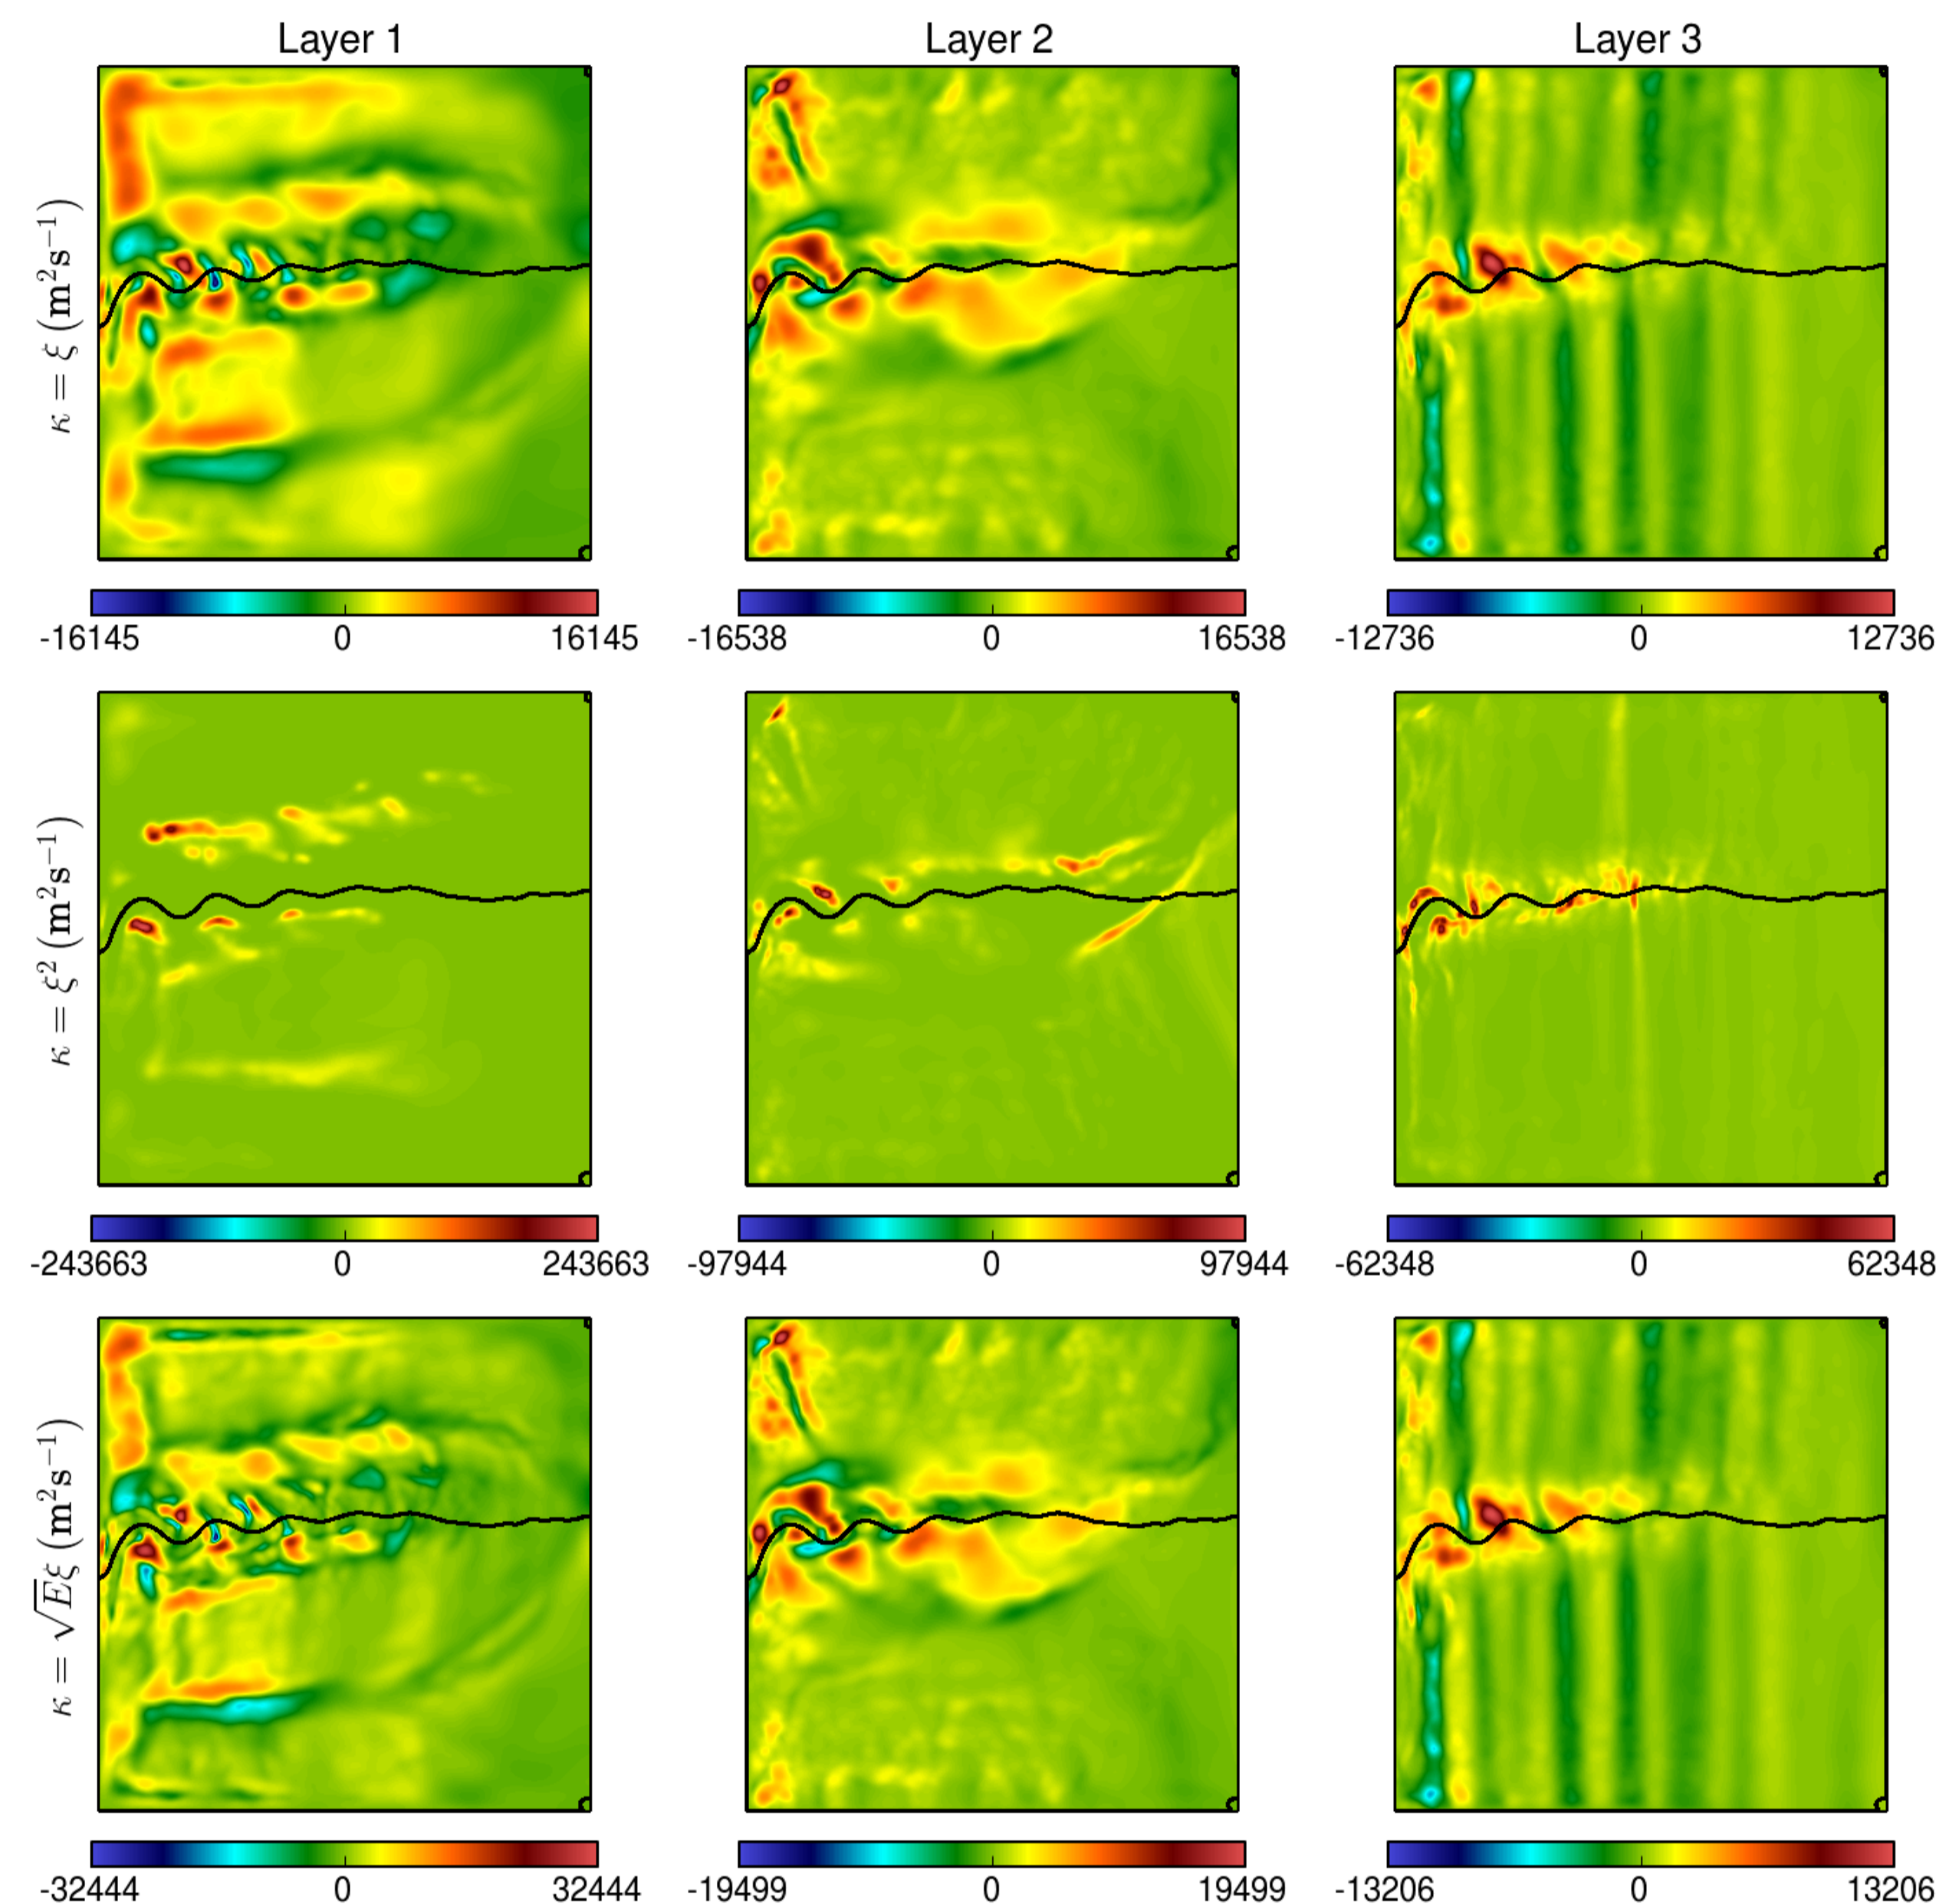 Layer 1 Layer 2 Layer 3
κ = ξ (m²s⁻¹)
-16145 0 16145 -16538 0 16538 -12736 0 12736
κ = ξ² (m²s⁻¹)
-243663 0 243663 -97944 0 97944 -62348 0 62348
κ = √Eξ (m²s⁻¹)
-32444 0 32444 -19499 0 19499 -13206 0 13206